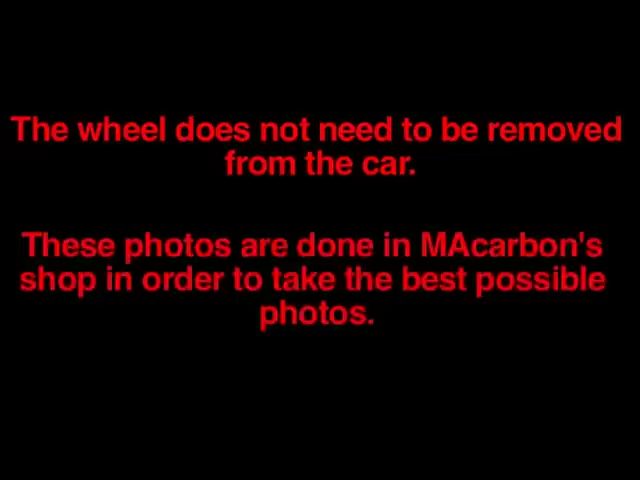 The wheel does not need to be removed
from the car.
These photos are done in MAcarbon's
shop in order to take the best possible
photos.